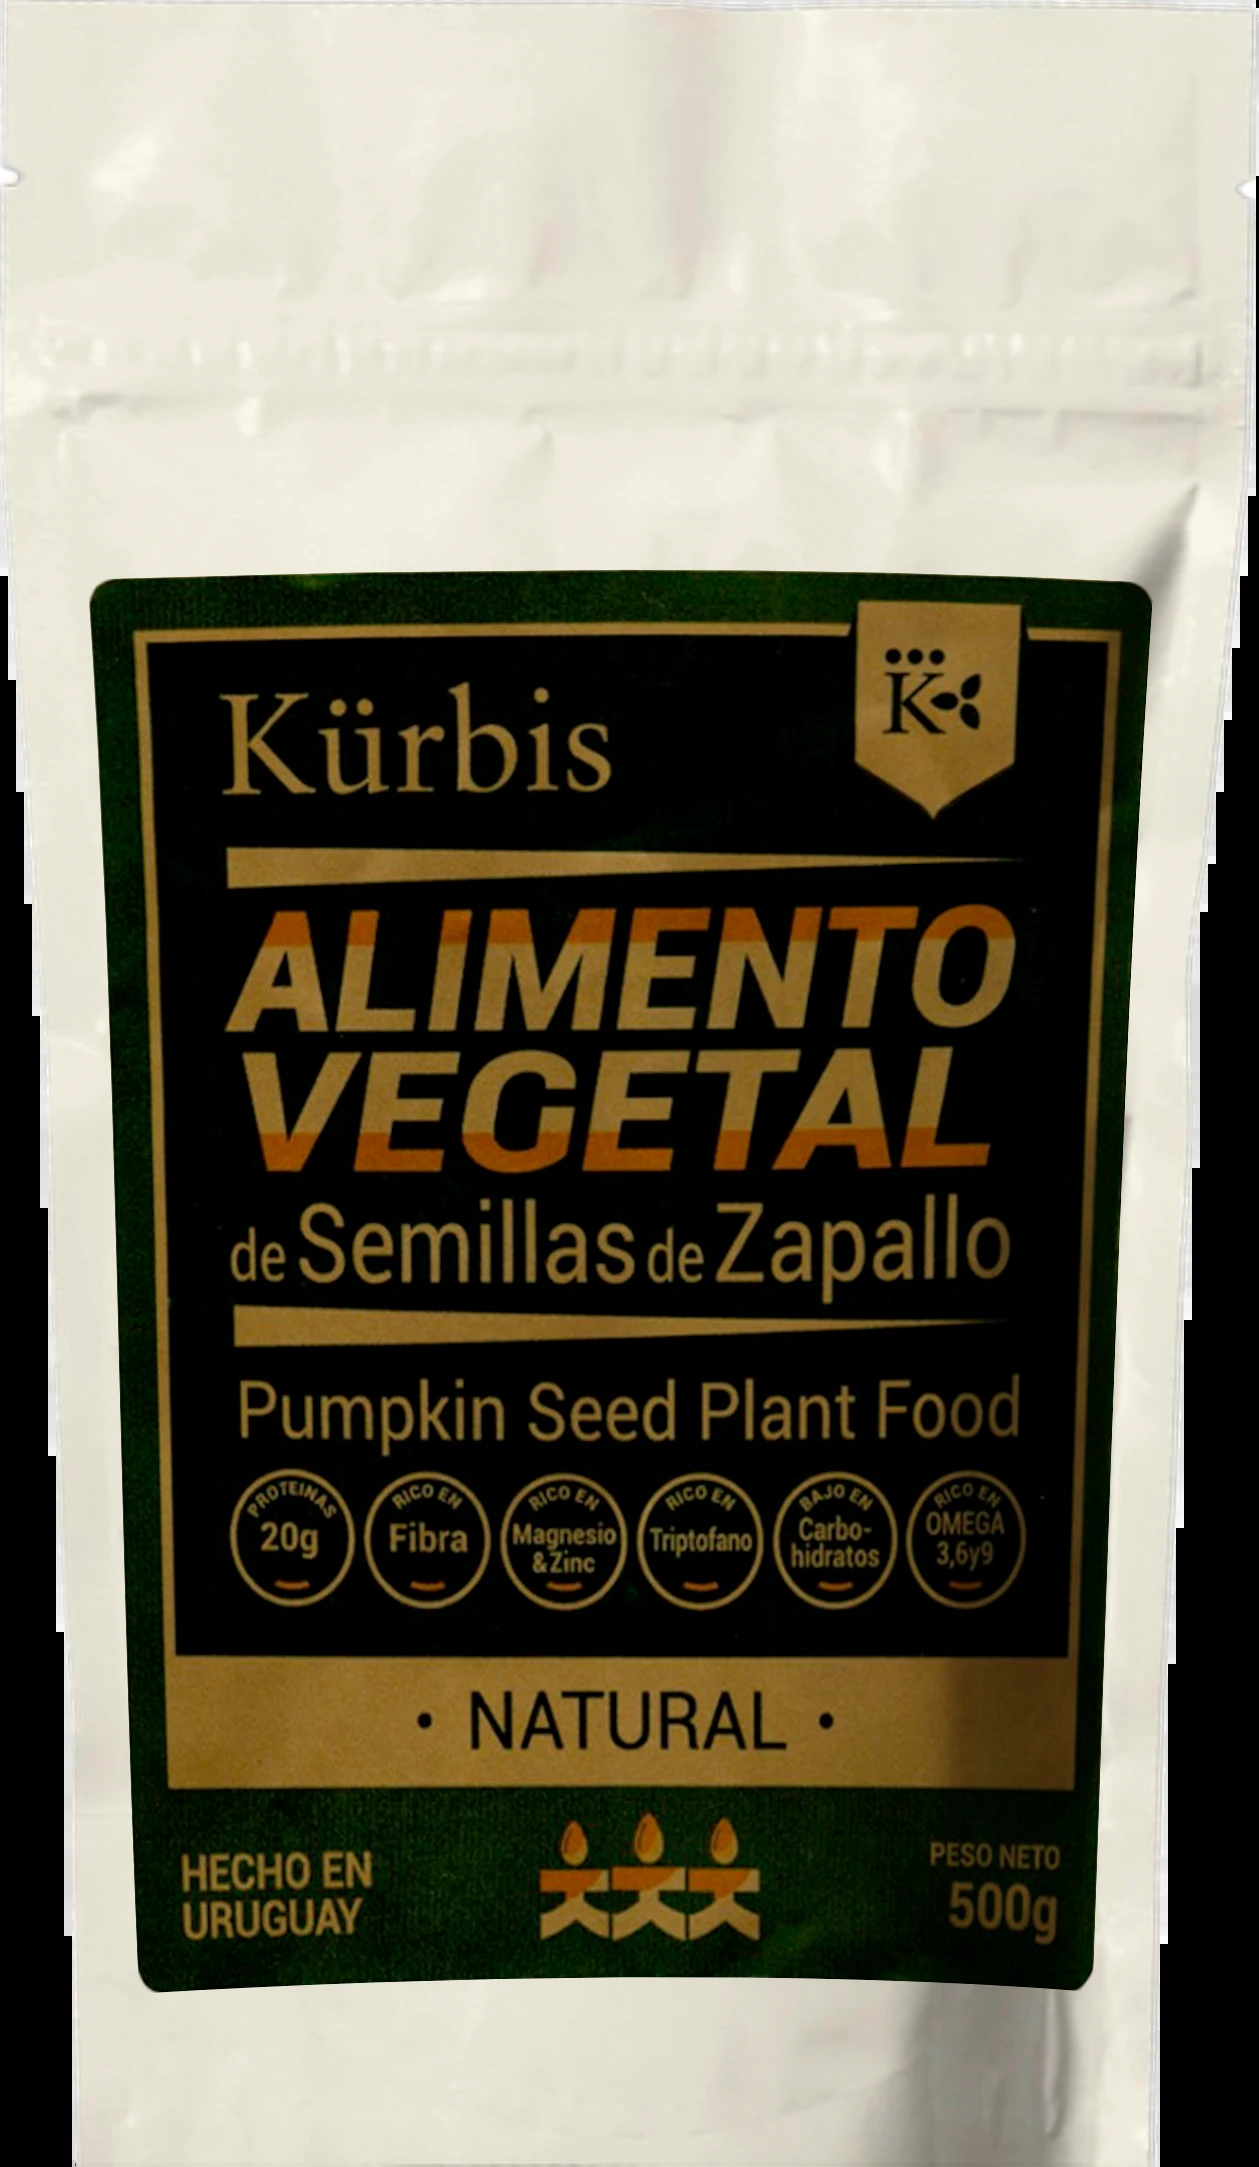 Kürbis
K
ALIMENTO
VEGETAL
de Semillas de Zapallo
Pumpkin Seed Plant Food
PROTEINAS
20g
RICO EN
Fibra
RICO EN
Magnesio
&Zinc
RICO EN
Triptofano
BAJO EN
Carbo-
hidratos
RICO EN
OMEGA
3,6y9
• NATURAL •
HECHO EN
URUGUAY
PESO NETO
500g